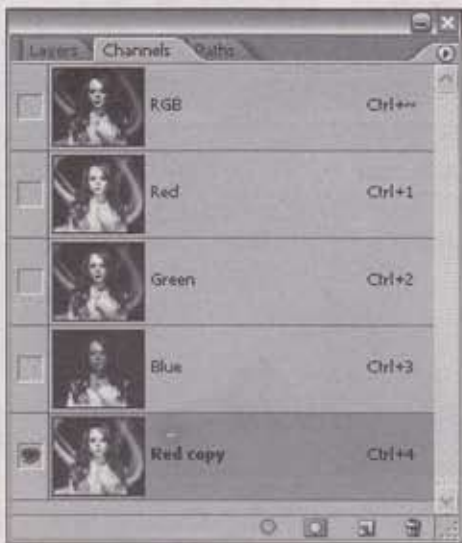 Layers Channels Paths
RGB Ctrl+~
Red Ctrl+1
Green Ctrl+2
Blue Ctrl+3
Red copy Ctrl+4